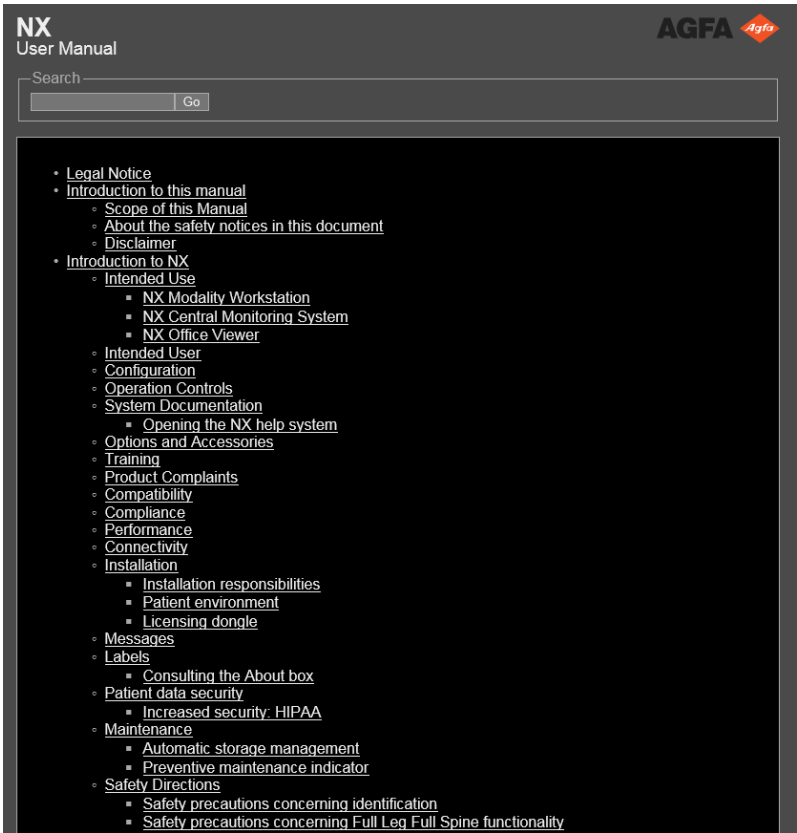 NX
AGFA Agfa
User Manual
Search
Go
• Legal Notice
• Introduction to this manual
◦ Scope of this Manual
◦ About the safety notices in this document
◦ Disclaimer
• Introduction to NX
◦ Intended Use
▪ NX Modality Workstation
▪ NX Central Monitoring System
▪ NX Office Viewer
◦ Intended User
◦ Configuration
◦ Operation Controls
◦ System Documentation
▪ Opening the NX help system
◦ Options and Accessories
◦ Training
◦ Product Complaints
◦ Compatibility
◦ Compliance
◦ Performance
◦ Connectivity
◦ Installation
▪ Installation responsibilities
▪ Patient environment
▪ Licensing dongle
◦ Messages
◦ Labels
▪ Consulting the About box
◦ Patient data security
▪ Increased security: HIPAA
◦ Maintenance
▪ Automatic storage management
▪ Preventive maintenance indicator
◦ Safety Directions
▪ Safety precautions concerning identification
▪ Safety precautions concerning Full Leg Full Spine functionality